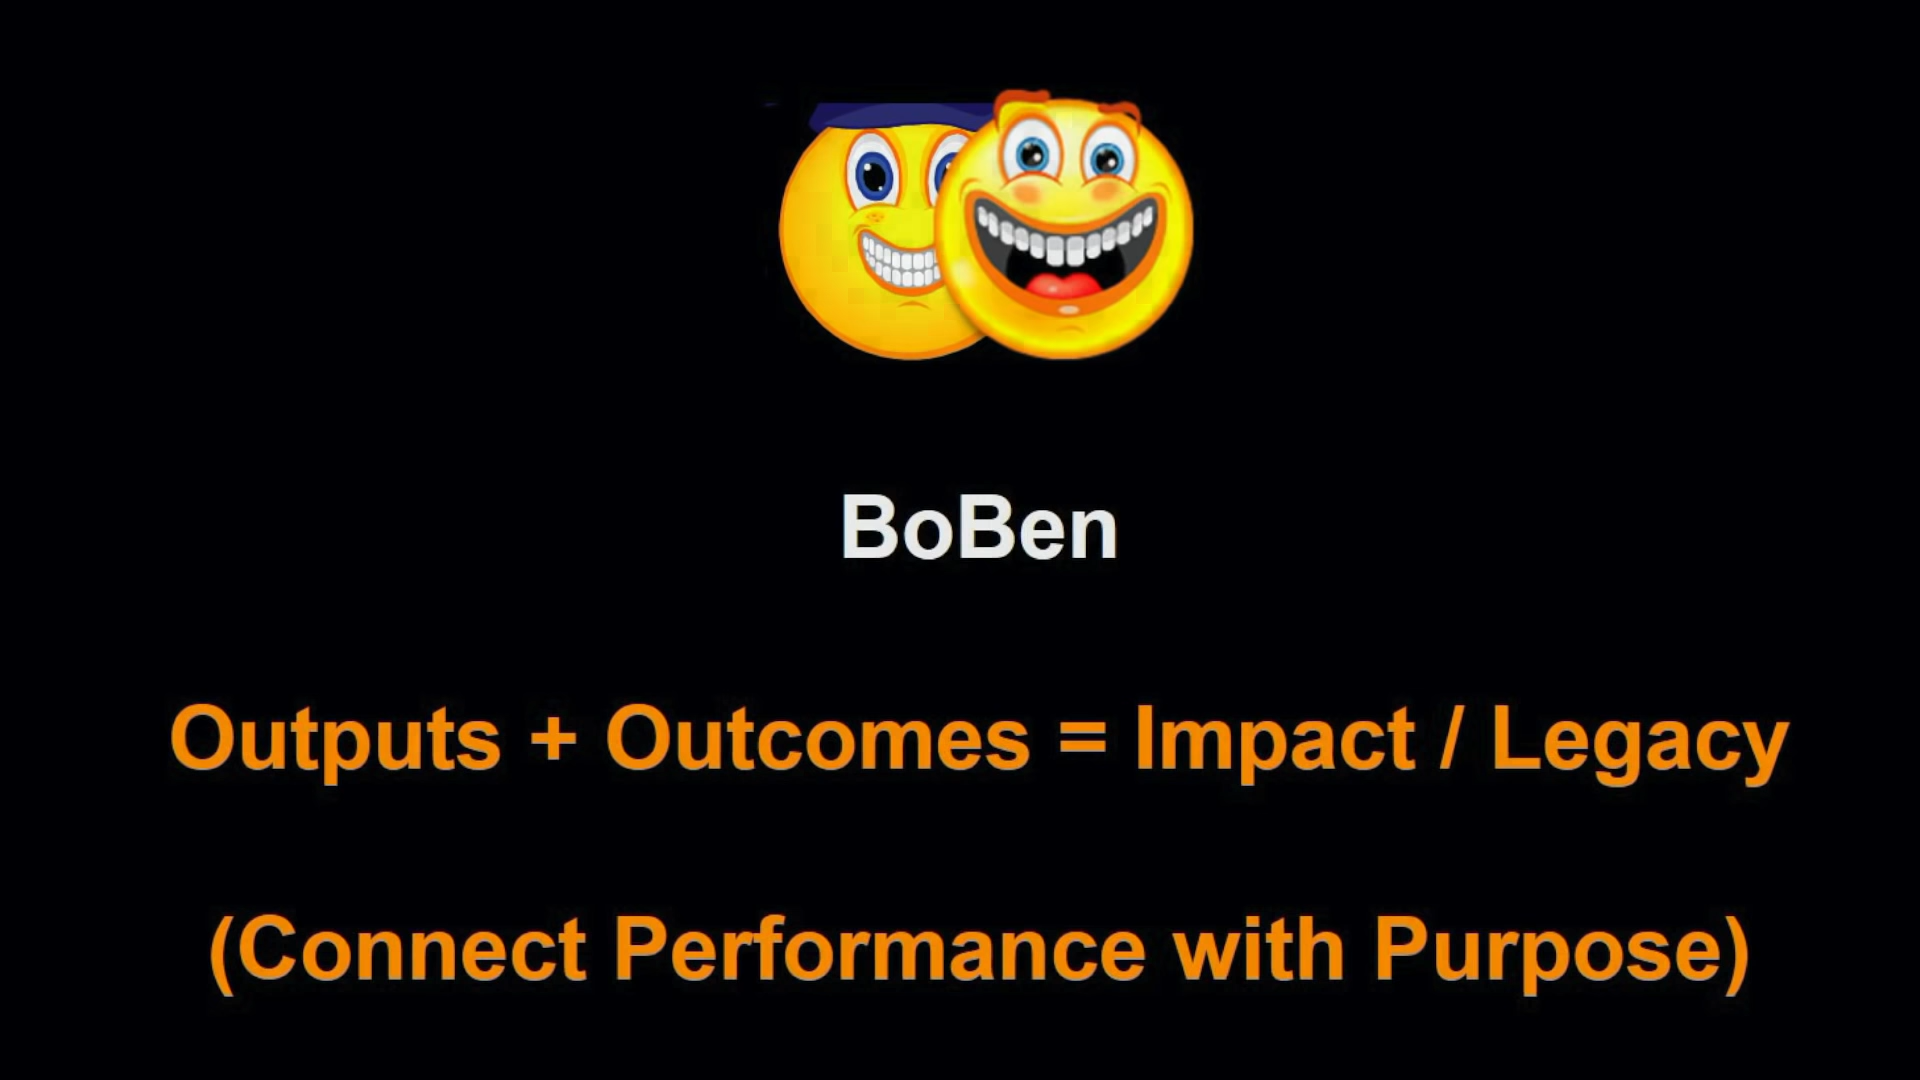 BoBen
Outputs + Outcomes = Impact / Legacy
(Connect Performance with Purpose)